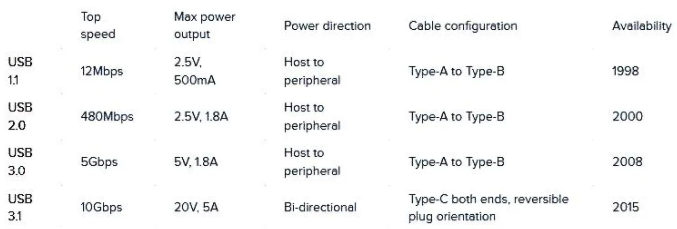 Top speed Max power output Power direction Cable configuration Availability
USB 1.1 12Mbps 2.5V, 500mA Host to peripheral Type-A to Type-B 1998
USB 2.0 480Mbps 2.5V, 1.8A Host to peripheral Type-A to Type-B 2000
USB 3.0 5Gbps 5V, 1.8A Host to peripheral Type-A to Type-B 2008
USB 3.1 10Gbps 20V, 5A Bi-directional Type-C both ends, reversible plug orientation 2015